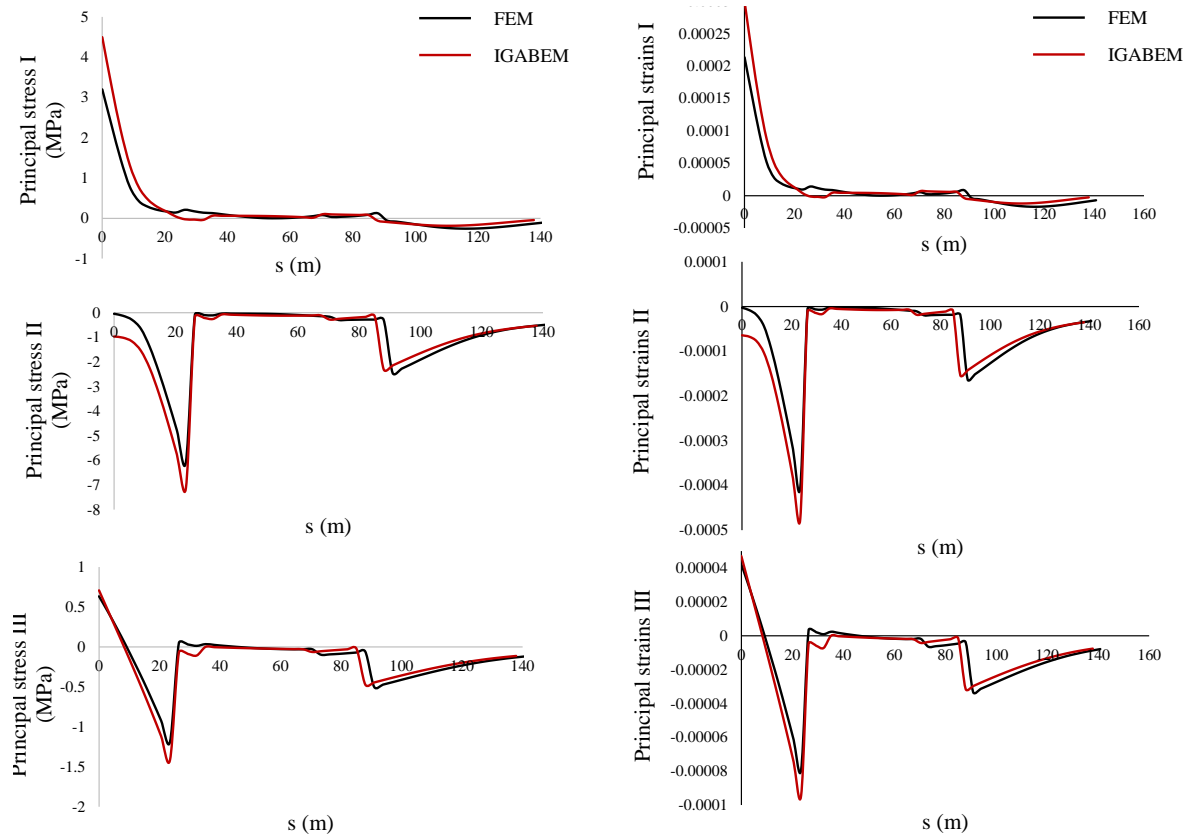 Principal stress I
(MPa)
5
4
3
2
1
0
-1
0 20 40 60 80 100 120 140
s (m)
FEM
IGABEM
Principal strains I
0.00025
0.0002
0.00015
0.0001
0.00005
0
-0.00005
0 20 40 60 80 100 120 140 160
s (m)
FEM
IGABEM
Principal stress II
(MPa)
0
-1
-2
-3
-4
-5
-6
-7
-8
0 20 40 60 80 100 120 140
s (m)
Principal strains II
0.0001
0
-0.0001
-0.0002
-0.0003
-0.0004
-0.0005
0 20 40 60 80 100 120 140 160
s (m)
Principal stress III
(MPa)
1
0.5
0
-0.5
-1
-1.5
-2
0 20 40 60 80 100 120 140
s (m)
Principal strains III
0.00004
0.00002
0
-0.00002
-0.00004
-0.00006
-0.00008
-0.0001
0 20 40 60 80 100 120 140 160
s (m)